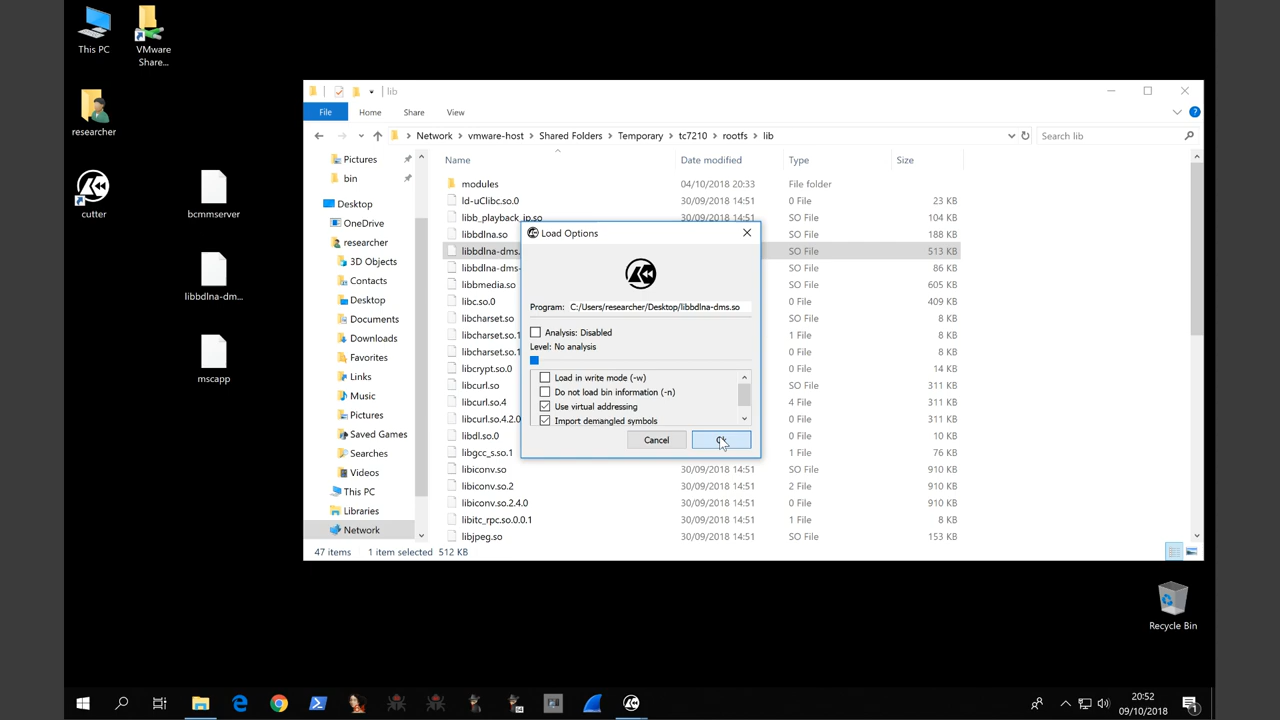 This PC
VMware
Share...
researcher
cutter
bcmmserver
libbdlna-dm...
mscapp
Recycle Bin
lib
File
Home
Share
View
Network
vmware-host
Shared Folders
Temporary
tc7210
rootfs
lib
Search lib
Pictures
bin
Desktop
OneDrive
researcher
3D Objects
Contacts
Desktop
Documents
Downloads
Favorites
Links
Music
Pictures
Saved Games
Searches
Videos
This PC
Libraries
Network
Name
Date modified
Type
Size
modules
04/10/2018 20:33
File folder
ld-uClibc.so.0
30/09/2018 14:51
0 File
23 KB
libb_playback_ip.so
30/09/2018 14:51
SO File
104 KB
libbdlna.so
SO File
188 KB
libbdlna-dms.
SO File
513 KB
libbdlna-dms-
SO File
86 KB
libbmedia.so
SO File
605 KB
libc.so.0
0 File
409 KB
libcharset.so
SO File
8 KB
libcharset.so.1
1 File
8 KB
libcharset.so.1
0 File
8 KB
libcrypt.so.0
0 File
14 KB
libcurl.so
SO File
311 KB
libcurl.so.4
4 File
311 KB
libcurl.so.4.2.0
0 File
311 KB
libdl.so.0
0 File
10 KB
libgcc_s.so.1
1 File
76 KB
libiconv.so
30/09/2018 14:51
SO File
910 KB
libiconv.so.2
30/09/2018 14:51
2 File
910 KB
libiconv.so.2.4.0
30/09/2018 14:51
0 File
910 KB
libitc_rpc.so.0.0.1
30/09/2018 14:51
1 File
8 KB
libjpeg.so
30/09/2018 14:51
SO File
153 KB
47 items
1 item selected 512 KB
Load Options
Program: C:/Users/researcher/Desktop/libbdlna-dms.so
Analysis: Disabled
Level: No analysis
Load in write mode (-w)
Do not load bin information (-n)
Use virtual addressing
Import demangled symbols
Cancel
20:52
09/10/2018